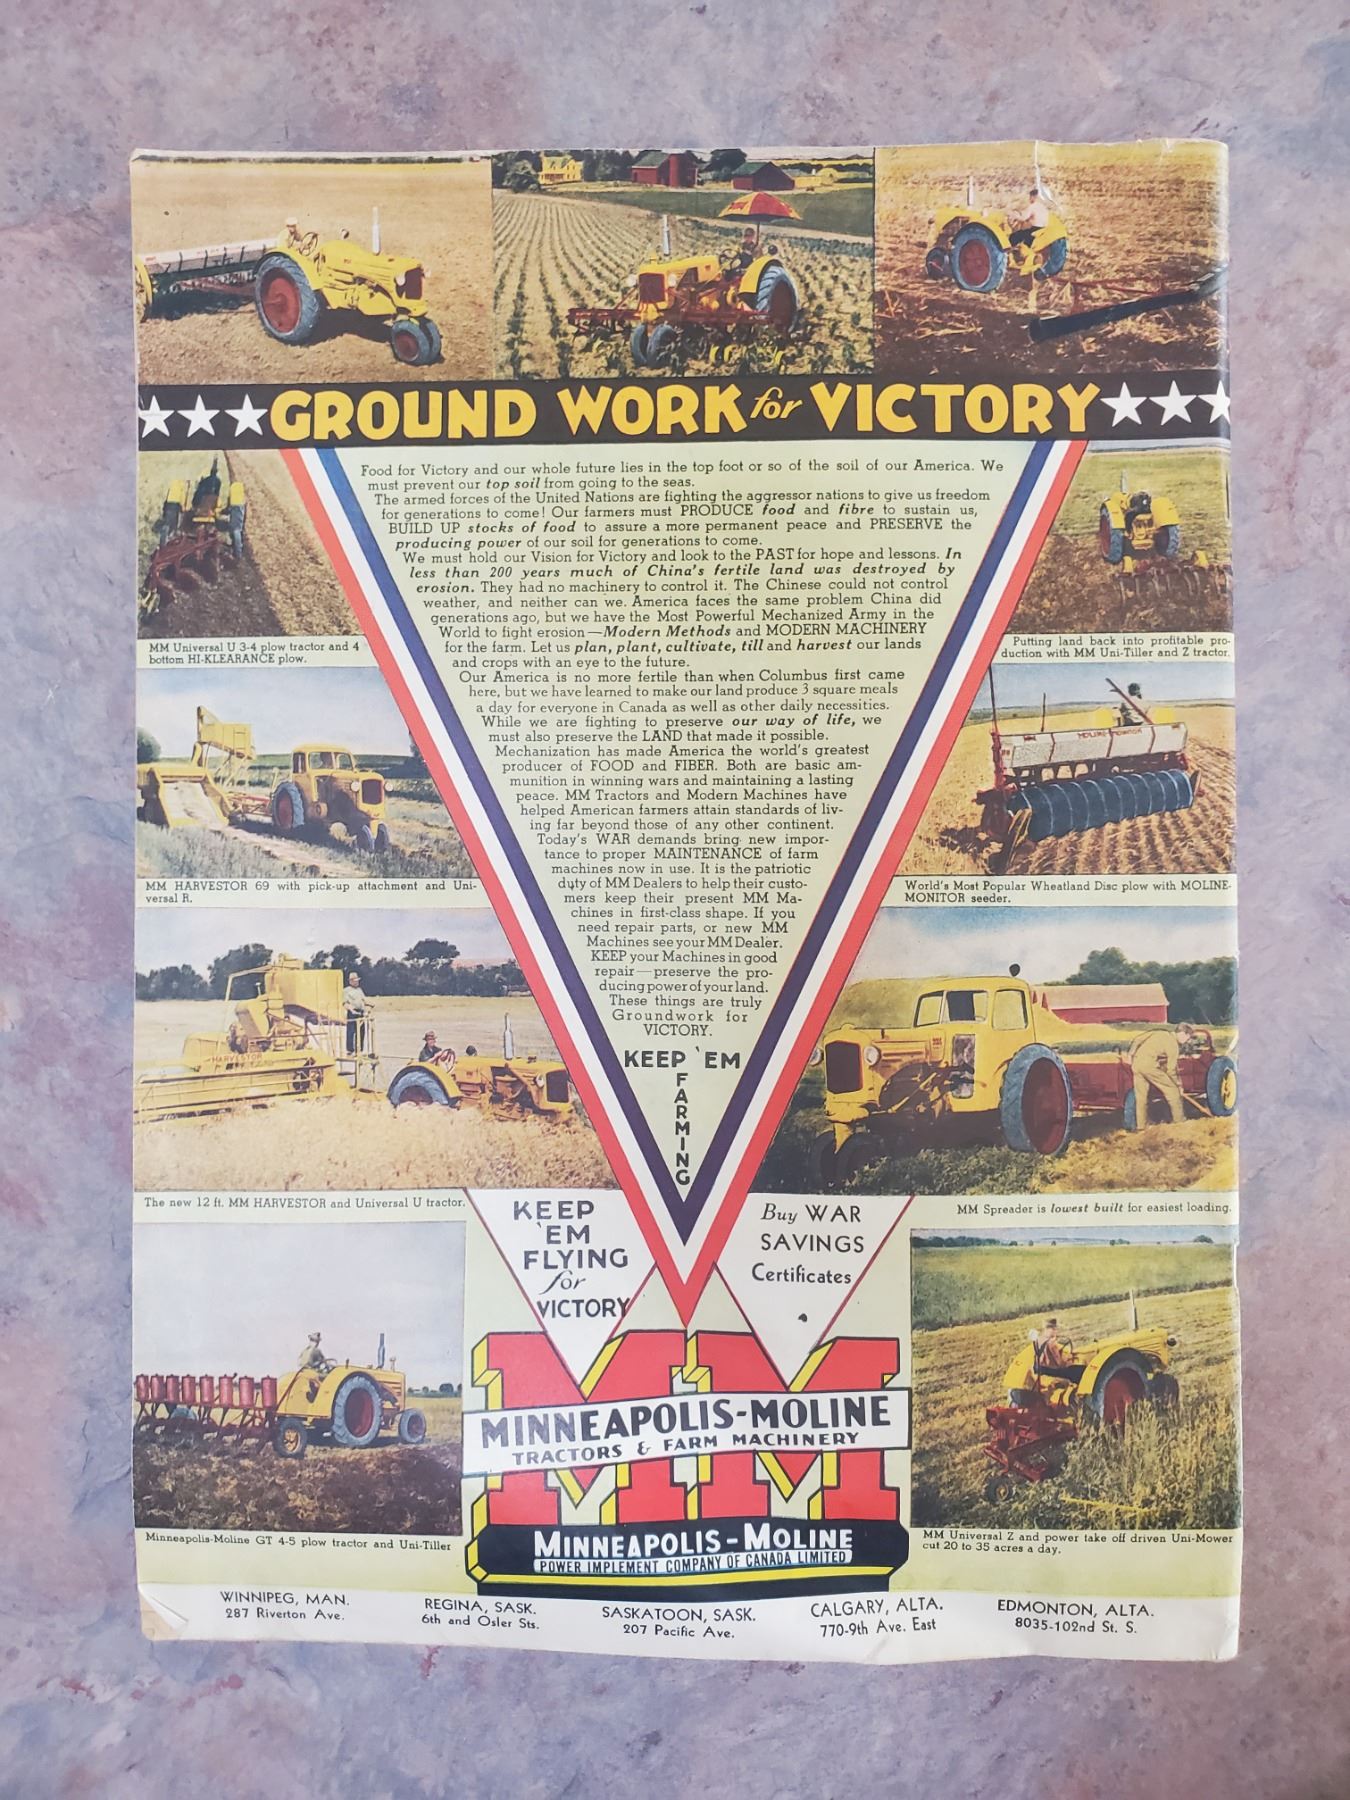 GROUND WORK for VICTORY
Food for Victory and our whole future lies in the top foot or so of the soil of our America. We
must prevent our top soil from going to the seas.
The armed forces of the United Nations are fighting the aggressor nations to give us freedom
for generations to come! Our farmers must PRODUCE food and fibre to sustain us,
BUILD UP stocks of food to assure a more permanent peace and PRESERVE the
producing power of our soil for generations to come.
We must hold our Vision for Victory and look to the PAST for hope and lessons. In
less than 200 years much of China's fertile land was destroyed by
erosion. They had no machinery to control it. The Chinese could not control
weather, and neither can we. America faces the same problem China did
generations ago, but we have the Most Powerful Mechanized Army in the
World to fight erosion—Modern Methods and MODERN MACHINERY
for the farm. Let us plan, plant, cultivate, till and harvest our lands
and crops with an eye to the future.
Our America is no more fertile than when Columbus first came
here, but we have learned to make our land produce 3 square meals
a day for everyone in Canada as well as other daily necessities.
While we are fighting to preserve our way of life, we
must also preserve the LAND that made it possible.
Mechanization has made America the world's greatest
producer of FOOD and FIBER. Both are basic am-
munition in winning wars and maintaining a lasting
peace. MM Tractors and Modern Machines have
helped American farmers attain standards of liv-
ing far beyond those of any other continent.
Today's WAR demands bring new impor-
tance to proper MAINTENANCE of farm
machines now in use. It is the patriotic
duty of MM Dealers to help their custo-
mers keep their present MM Ma-
chines in first-class shape. If you
need repair parts, or new MM
Machines see your MM Dealer.
KEEP your Machines in good
repair—preserve the pro-
ducing power of your land.
These things are truly
Groundwork for
VICTORY.
KEEP 'EM
FARMING
MM Universal U 3-4 plow tractor and 4
bottom HI-KLEARANCE plow.
Putting land back into profitable pro-
duction with MM Uni-Tiller and Z tractor.
MOLINE-MONITOR
MM HARVESTOR 69 with pick-up attachment and Uni-
versal R.
World's Most Popular Wheatland Disc plow with MOLINE-
MONITOR seeder.
HARVESTOR
The new 12 ft. MM HARVESTOR and Universal U tractor.
MM Spreader is lowest built for easiest loading.
KEEP
'EM
FLYING
for
VICTORY
Buy WAR
SAVINGS
Certificates
MM
MINNEAPOLIS-MOLINE
TRACTORS & FARM MACHINERY
MINNEAPOLIS-MOLINE
POWER IMPLEMENT COMPANY OF CANADA LIMITED
Minneapolis-Moline GT 4-5 plow tractor and Uni-Tiller
MM Universal Z and power take off driven Uni-Mower
cut 20 to 35 acres a day.
WINNIPEG, MAN.
287 Riverton Ave.
REGINA, SASK.
6th and Osler Sts.
SASKATOON, SASK.
207 Pacific Ave.
CALGARY, ALTA.
770-9th Ave. East
EDMONTON, ALTA.
8035-102nd St. S.